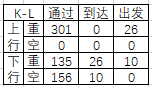 K-L 通过 到达 出发
上行 重 301 0 26
空 0 0 0
下行 重 135 26 10
空 156 10 0